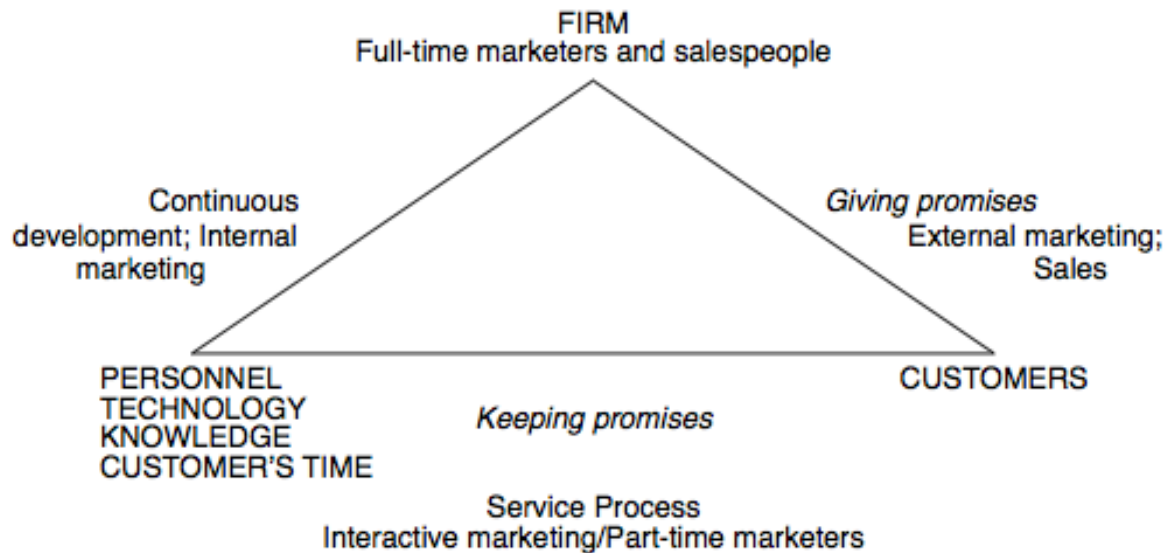 FIRM
Full-time marketers and salespeople
Continuous
development; Internal
marketing
Giving promises
External marketing;
Sales
PERSONNEL
TECHNOLOGY
KNOWLEDGE
CUSTOMER'S TIME
CUSTOMERS
Keeping promises
Service Process
Interactive marketing/Part-time marketers